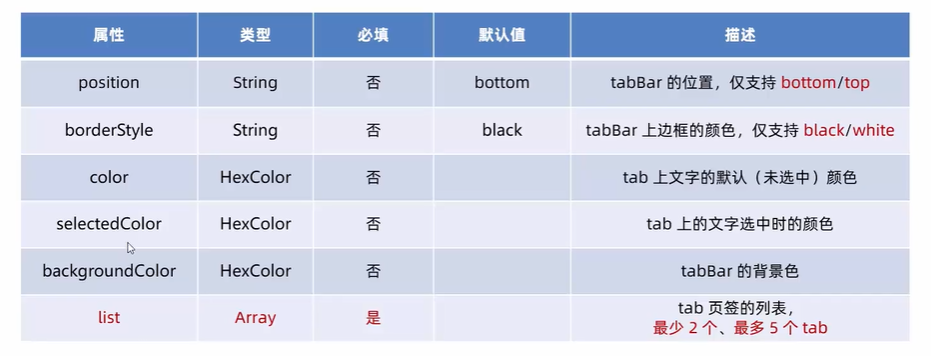 属性 类型 必填 默认值 描述
position String 否 bottom tabBar 的位置，仅支持 bottom/top
borderStyle String 否 black tabBar 上边框的颜色，仅支持 black/white
color HexColor 否 tab 上文字的默认（未选中）颜色
selectedColor HexColor 否 tab 上的文字选中时的颜色
backgroundColor HexColor 否 tabBar 的背景色
list Array 是 tab 页签的列表，
最少 2 个、最多 5 个 tab